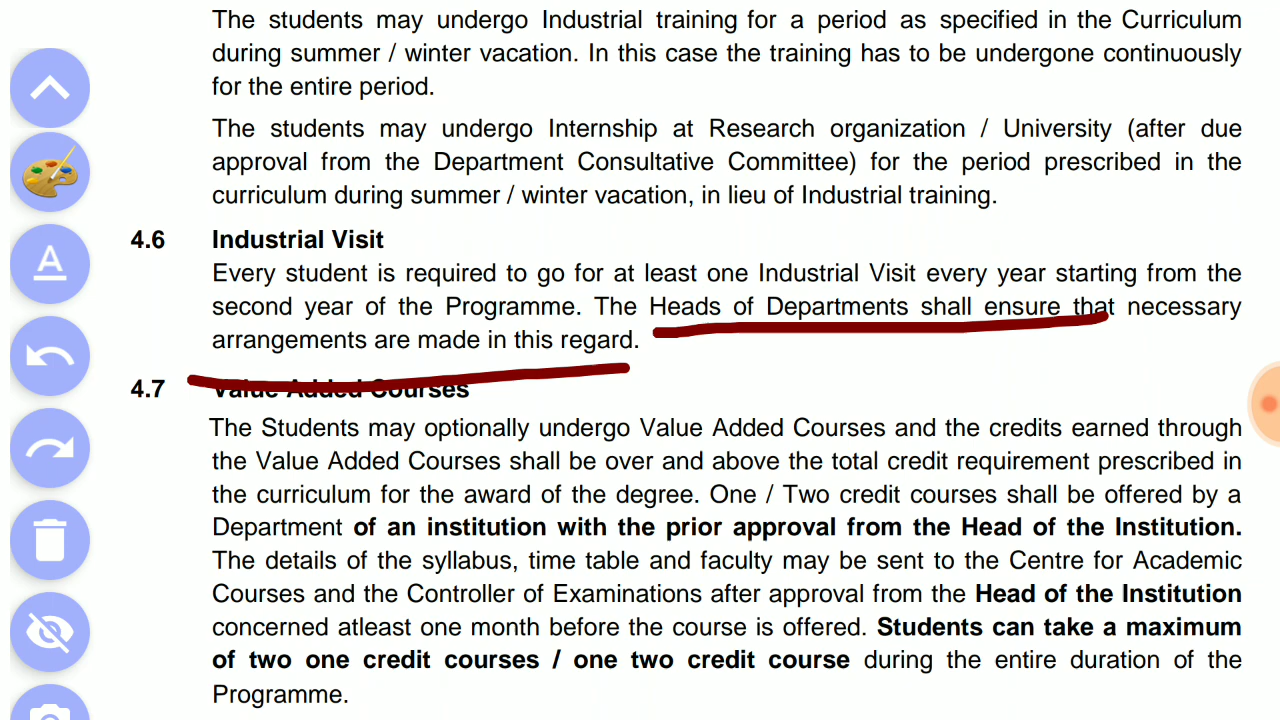 The students may undergo Industrial training for a period as specified in the Curriculum
during summer / winter vacation. In this case the training has to be undergone continuously
for the entire period.
The students may undergo Internship at Research organization / University (after due
approval from the Department Consultative Committee) for the period prescribed in the
curriculum during summer / winter vacation, in lieu of Industrial training.
4.6 Industrial Visit
Every student is required to go for at least one Industrial Visit every year starting from the
second year of the Programme. The Heads of Departments shall ensure that necessary
arrangements are made in this regard.
4.7 Value Added Courses
The Students may optionally undergo Value Added Courses and the credits earned through
the Value Added Courses shall be over and above the total credit requirement prescribed in
the curriculum for the award of the degree. One / Two credit courses shall be offered by a
Department of an institution with the prior approval from the Head of the Institution.
The details of the syllabus, time table and faculty may be sent to the Centre for Academic
Courses and the Controller of Examinations after approval from the Head of the Institution
concerned atleast one month before the course is offered. Students can take a maximum
of two one credit courses / one two credit course during the entire duration of the
Programme.
A